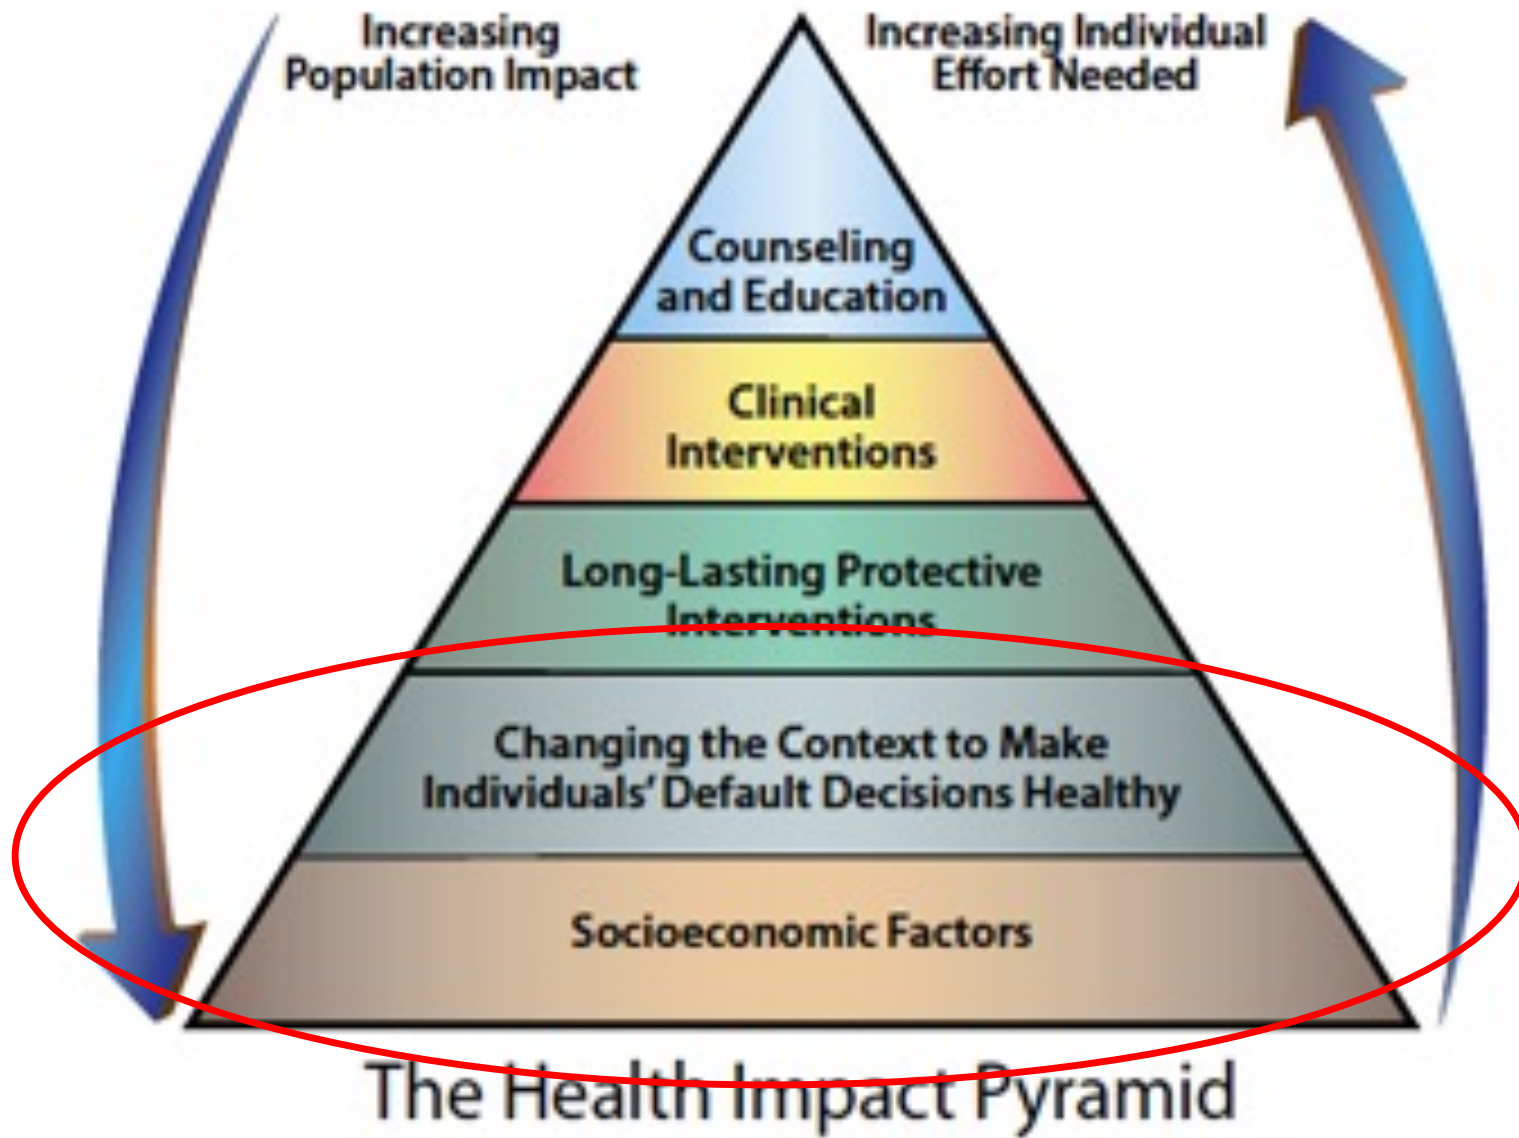 Increasing
Population Impact
Increasing Individual
Effort Needed
Counseling
and Education
Clinical
Interventions
Long-Lasting Protective
Interventions
Changing the Context to Make
Individuals' Default Decisions Healthy
Socioeconomic Factors
The Health Impact Pyramid